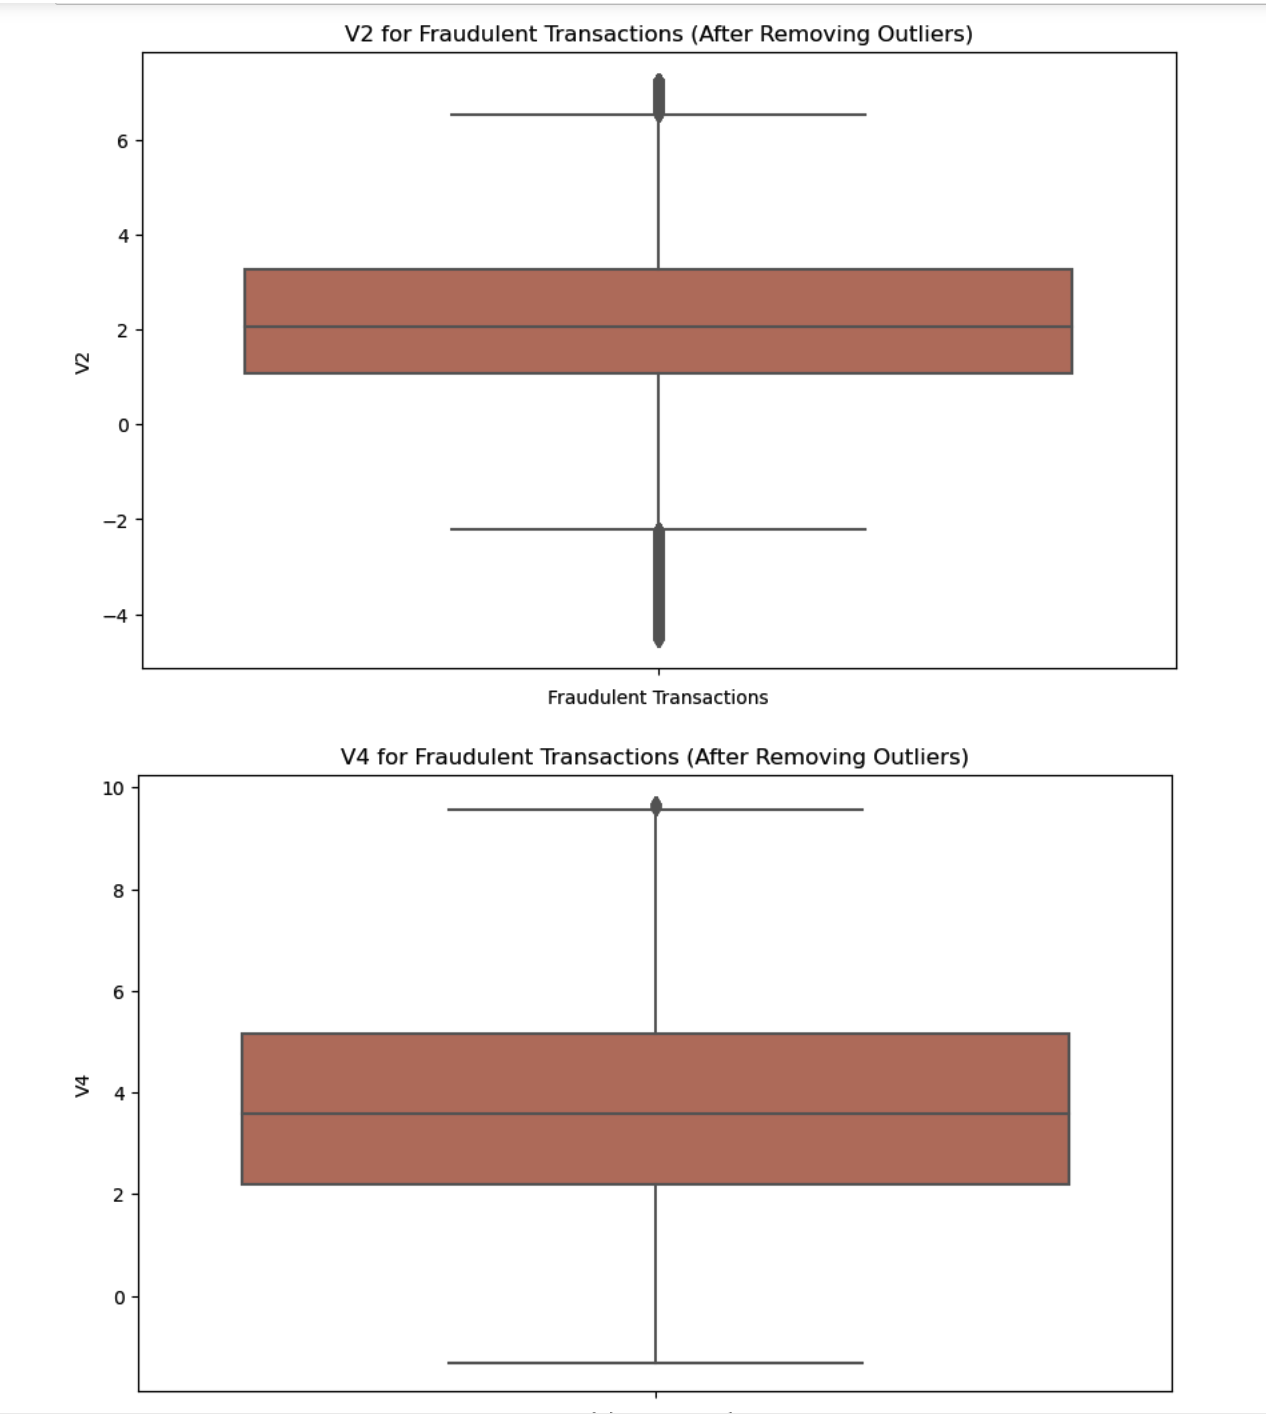 V2 for Fraudulent Transactions (After Removing Outliers)
6
4
2
0
−2
−4
V2
Fraudulent Transactions
V4 for Fraudulent Transactions (After Removing Outliers)
10
8
6
4
2
0
V4